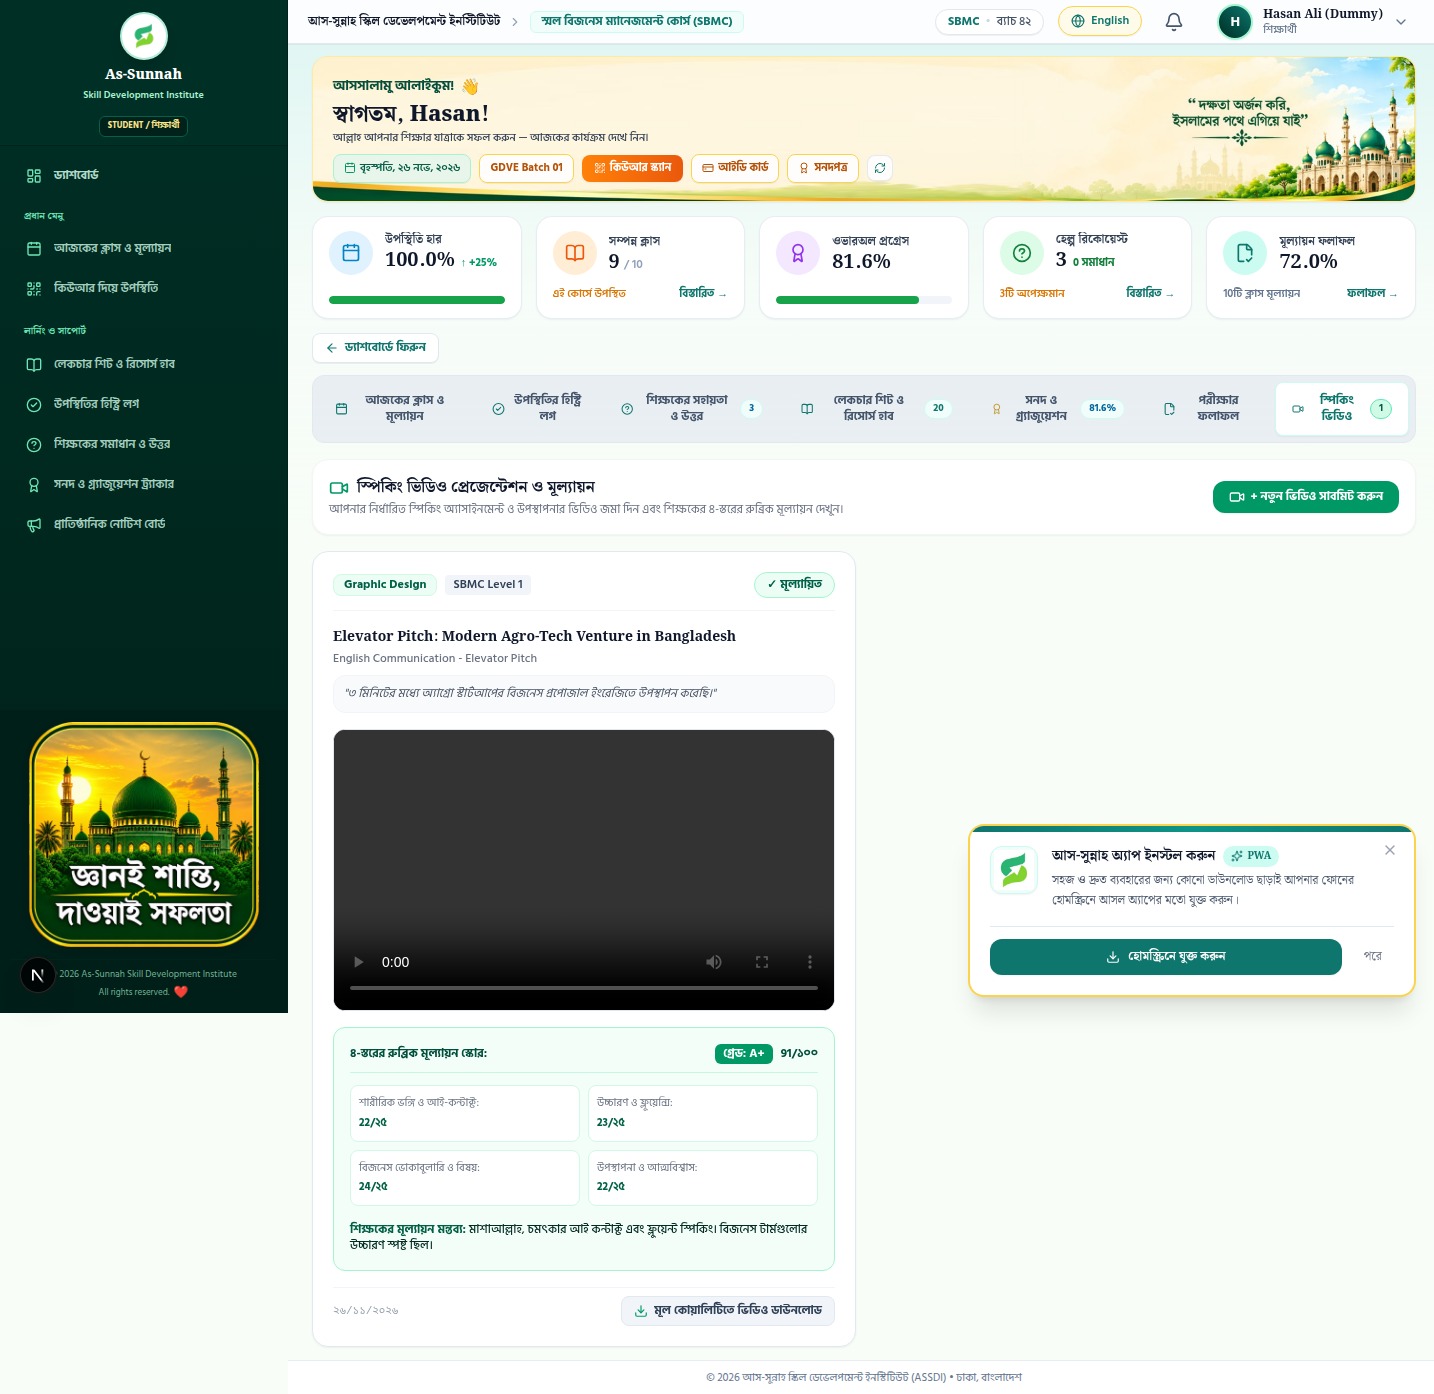 As-Sunnah
Skill Development Institute
STUDENT / শিক্ষার্থী
ড্যাশবোর্ড
প্রধান মেনু
আজকের ক্লাস ও মূল্যায়ন
কিউআর দিয়ে উপস্থিতি
লার্নিং ও সাপোর্ট
লেকচার শিট ও রিসোর্স হাব
উপস্থিতির হিস্ট্রি লগ
শিক্ষকের সমাধান ও উত্তর
সনদ ও গ্র্যাজুয়েশন ট্র্যাকার
প্রাতিষ্ঠানিক নোটিশ বোর্ড
জ্ঞানই শান্তি,
দাওয়াই সফলতা
2026 As-Sunnah Skill Development Institute
All rights reserved. ❤️
আস-সুন্নাহ স্কিল ডেভেলপমেন্ট ইনস্টিটিউট
স্মল বিজনেস ম্যানেজমেন্ট কোর্স (SBMC)
SBMC • ব্যাচ ৪২
English
H
Hasan Ali (Dummy)
শিক্ষার্থী
আসসালামু আলাইকুম! 👋
স্বাগতম, Hasan!
আল্লাহ আপনার শিক্ষার যাত্রাকে সফল করুন — আজকের কার্যক্রম দেখে নিন।
বৃহস্পতি, ২৬ নভে, ২০২৬
GDVE Batch 01
কিউআর স্ক্যান
আইডি কার্ড
সনদপত্র
“ দক্ষতা অর্জন করি,
ইসলামের পথে এগিয়ে যাই”
উপস্থিতি হার
100.0% ↑ +25%
সম্পন্ন ক্লাস
9 / 10
এই কোর্সে উপস্থিত
বিস্তারিত →
ওভারঅল প্রগ্রেস
81.6%
হেল্প রিকোয়েস্ট
3 0 সমাধান
3টি অপেক্ষমান
বিস্তারিত →
মূল্যায়ন ফলাফল
72.0%
10টি ক্লাস মূল্যায়ন
ফলাফল →
← ড্যাশবোর্ডে ফিরুন
আজকের ক্লাস ও
মূল্যায়ন
উপস্থিতির হিস্ট্রি
লগ
শিক্ষকের সহায়তা
ও উত্তর
3
লেকচার শিট ও
রিসোর্স হাব
20
সনদ ও
গ্র্যাজুয়েশন
81.6%
পরীক্ষার
ফলাফল
স্পিকিং
ভিডিও
1
স্পিকিং ভিডিও প্রেজেন্টেশন ও মূল্যায়ন
আপনার নির্ধারিত স্পিকিং অ্যাসাইনমেন্ট ও উপস্থাপনার ভিডিও জমা দিন এবং শিক্ষকের ৪-স্তরের রুব্রিক মূল্যায়ন দেখুন।
+ নতুন ভিডিও সাবমিট করুন
Graphic Design
SBMC Level 1
✓ মূল্যায়িত
Elevator Pitch: Modern Agro-Tech Venture in Bangladesh
English Communication - Elevator Pitch
"৩ মিনিটের মধ্যে অ্যাগ্রো স্টার্টআপের বিজনেস প্রপোজাল ইংরেজিতে উপস্থাপন করেছি।"
0:00
৪-স্তরের রুব্রিক মূল্যায়ন স্কোর:
গ্রেড: A+
91/১০০
শারীরিক ভঙ্গি ও আই-কন্টাক্ট:
22/২৫
উচ্চারণ ও ফ্লুয়েন্সি:
23/২৫
বিজনেস ভোকাবুলারি ও বিষয়:
24/২৫
উপস্থাপনা ও আত্মবিশ্বাস:
22/২৫
শিক্ষকের মূল্যায়ন মন্তব্য: মাশাআল্লাহ, চমৎকার আই কন্টাক্ট এবং ফ্লুয়েন্ট স্পিকিং। বিজনেস টার্মগুলোর
উচ্চারণ স্পষ্ট ছিল।
২৬/১১/২০২৬
মূল কোয়ালিটিতে ভিডিও ডাউনলোড
আস-সুন্নাহ অ্যাপ ইনস্টল করুন
PWA
সহজ ও দ্রুত ব্যবহারের জন্য কোনো ডাউনলোড ছাড়াই আপনার ফোনের
হোমস্ক্রিনে আসল অ্যাপের মতো যুক্ত করুন।
হোমস্ক্রিনে যুক্ত করুন
পরে
© 2026 আস-সুন্নাহ স্কিল ডেভেলপমেন্ট ইনস্টিটিউট (ASSDI) • ঢাকা, বাংলাদেশ